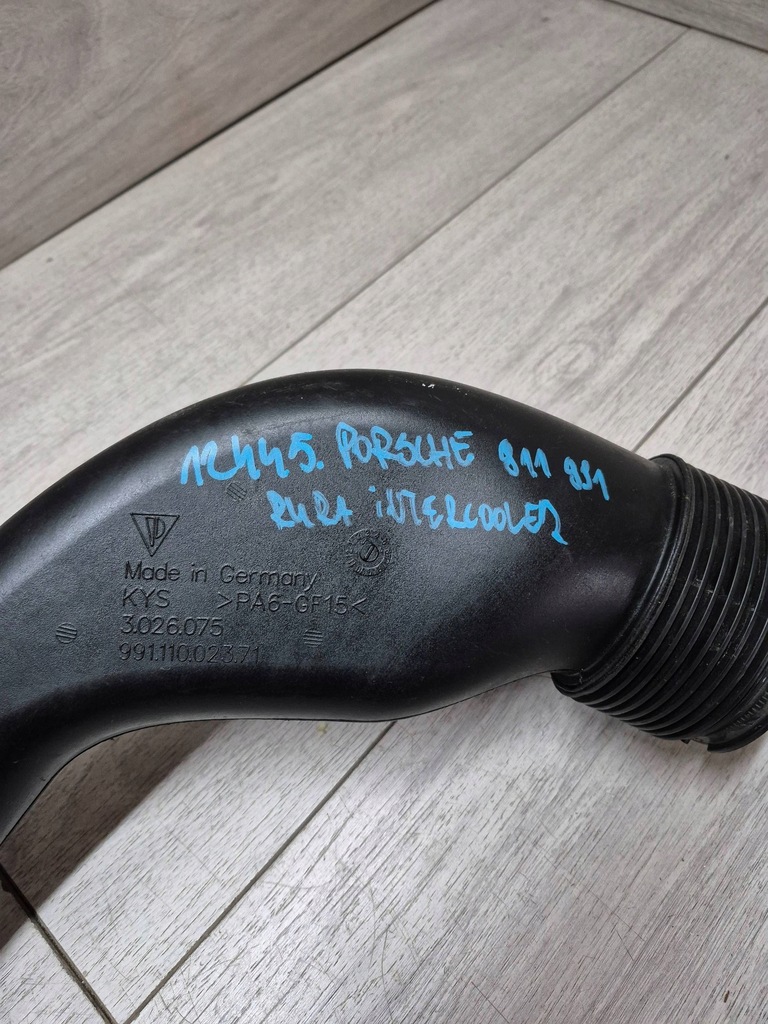 12445. PORSCHE 911 991
RURA iNTERCOOLER
Made in Germany
KYS >PA6-GF15<
3.026.075
991.110.023.71